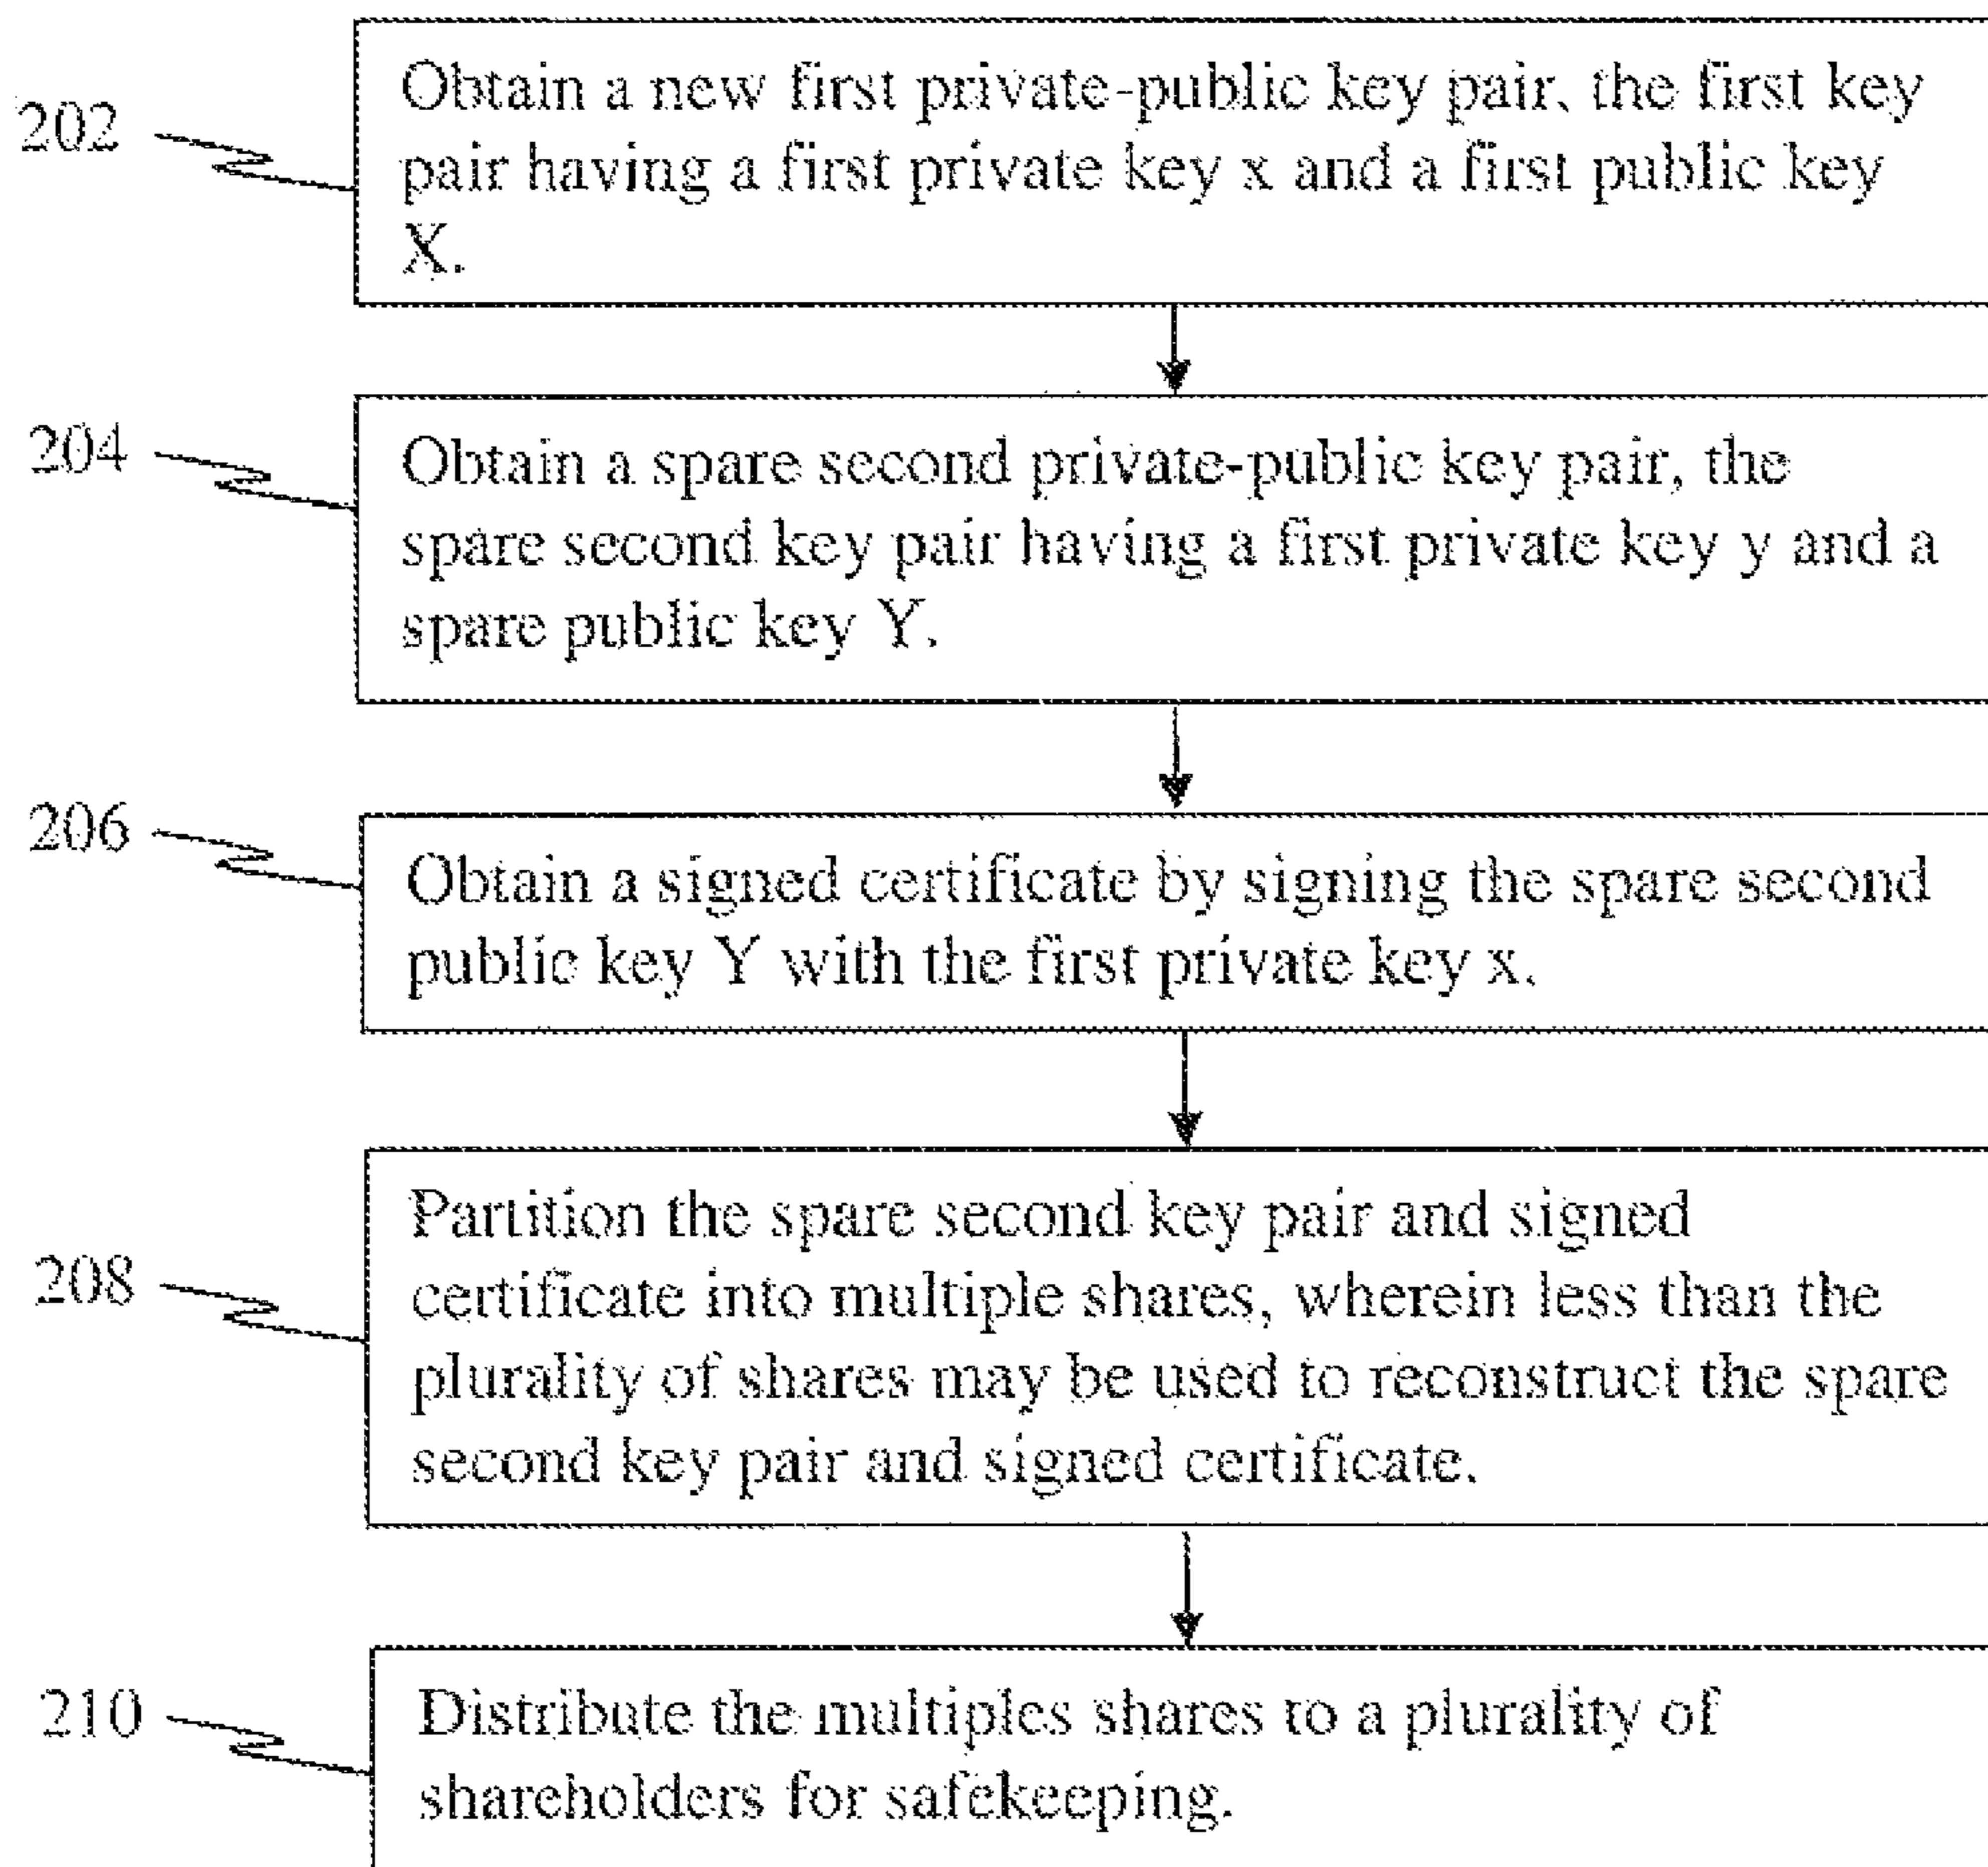 202
Obtain a new first private-public key pair, the first key
pair having a first private key x and a first public key
X.
204
Obtain a spare second private-public key pair, the
spare second key pair having a first private key y and a
spare public key Y.
206
Obtain a signed certificate by signing the spare second
public key Y with the first private key x.
208
Partition the spare second key pair and signed
certificate into multiple shares, wherein less than the
plurality of shares may be used to reconstruct the spare
second key pair and signed certificate.
210
Distribute the multiples shares to a plurality of
shareholders for safekeeping.